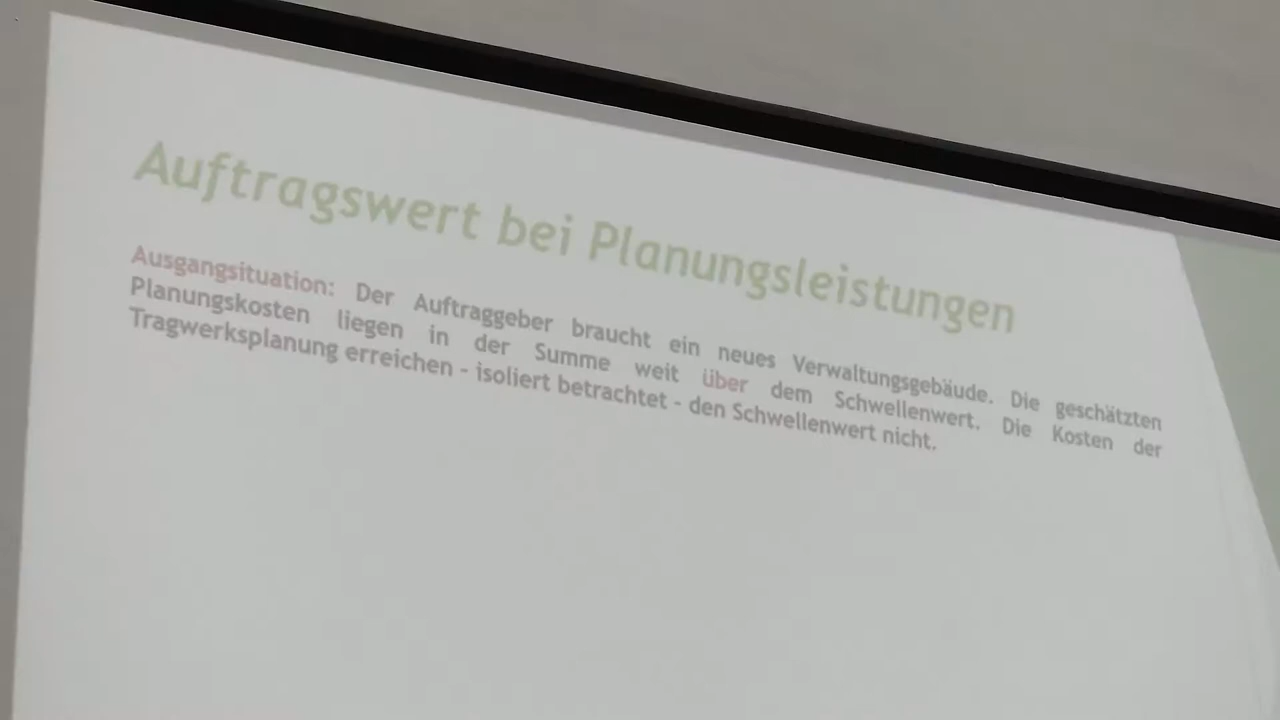 Auftragswert bei Planungsleistungen
Ausgangsituation: Der Auftraggeber braucht ein neues Verwaltungsgebäude. Die geschätzten
Planungskosten liegen in der Summe weit über dem Schwellenwert. Die Kosten der
Tragwerksplanung erreichen - isoliert betrachtet - den Schwellenwert nicht.